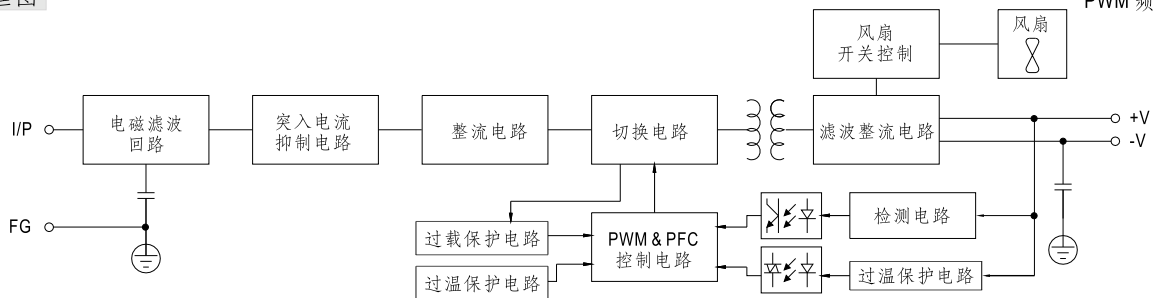 PWM 频
风扇
开关控制
风扇
I/P
电磁滤波
回路
突入电流
抑制电路
整流电路
切换电路
滤波整流电路
+V
-V
FG
过载保护电路
PWM & PFC
控制电路
检测电路
过温保护电路
过温保护电路